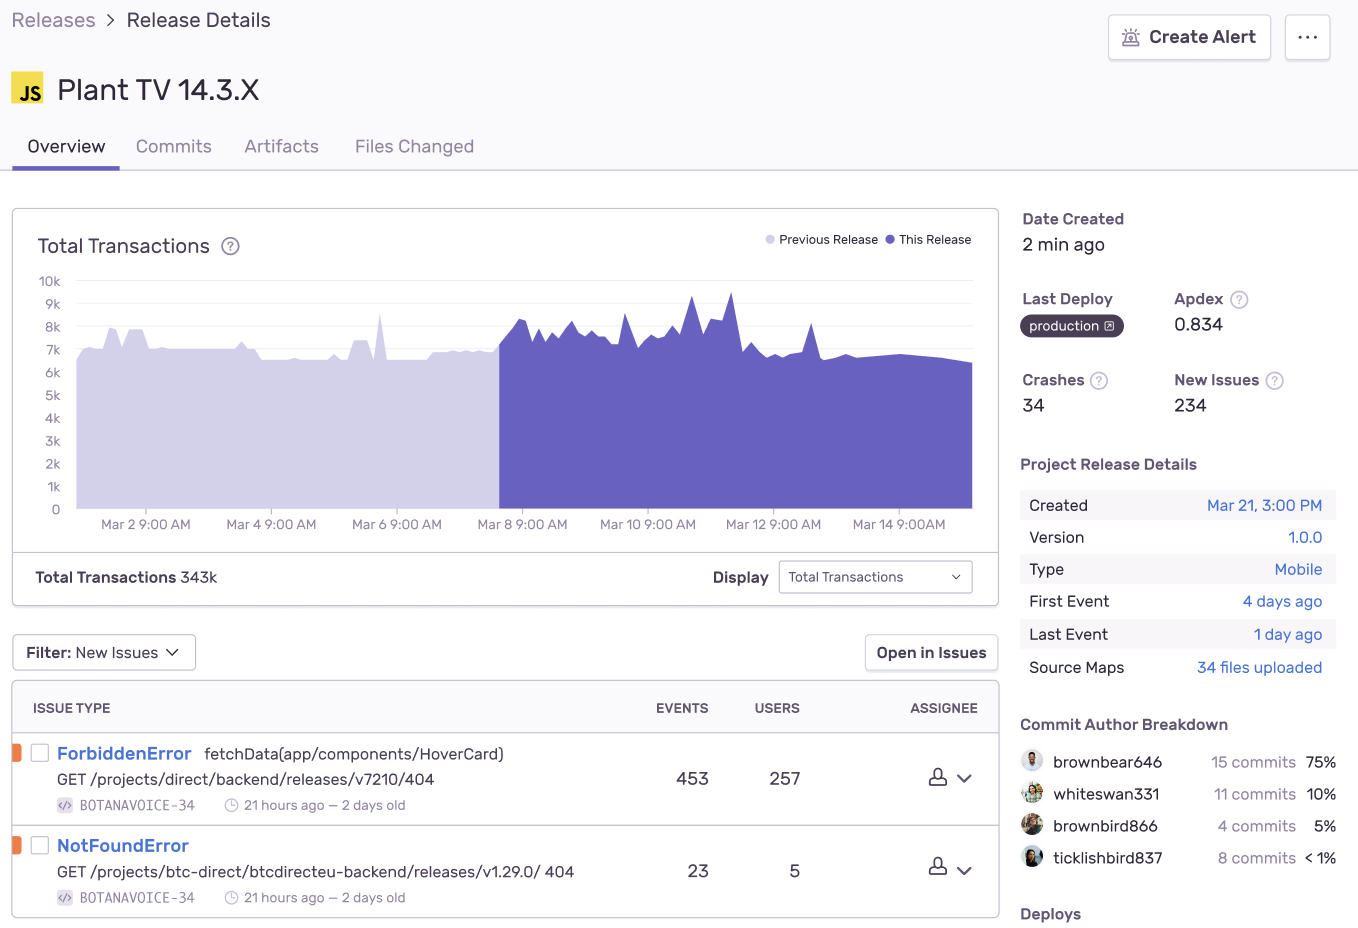 Releases > Release Details
Create Alert
...
JS Plant TV 14.3.X
Overview Commits Artifacts Files Changed
Total Transactions ?
Previous Release This Release
10k
9k
8k
7k
6k
5k
4k
3k
2k
1k
0
Mar 2 9:00 AM Mar 4 9:00 AM Mar 6 9:00 AM Mar 8 9:00 AM Mar 10 9:00 AM Mar 12 9:00 AM Mar 14 9:00AM
Total Transactions 343k
Display Total Transactions
Filter: New Issues
Open in Issues
ISSUE TYPE EVENTS USERS ASSIGNEE
ForbiddenError fetchData(app/components/HoverCard)
GET /projects/direct/backend/releases/v7210/404 453 257
</> BOTANAVOICE-34 21 hours ago — 2 days old
NotFoundError
GET /projects/btc-direct/btcdirecteu-backend/releases/v1.29.0/ 404 23 5
</> BOTANAVOICE-34 21 hours ago — 2 days old
Date Created
2 min ago
Last Deploy Apdex ?
production 0.834
Crashes ? New Issues ?
34 234
Project Release Details
Created Mar 21, 3:00 PM
Version 1.0.0
Type Mobile
First Event 4 days ago
Last Event 1 day ago
Source Maps 34 files uploaded
Commit Author Breakdown
brownbear646 15 commits 75%
whiteswan331 11 commits 10%
brownbird866 4 commits 5%
ticklishbird837 8 commits < 1%
Deploys